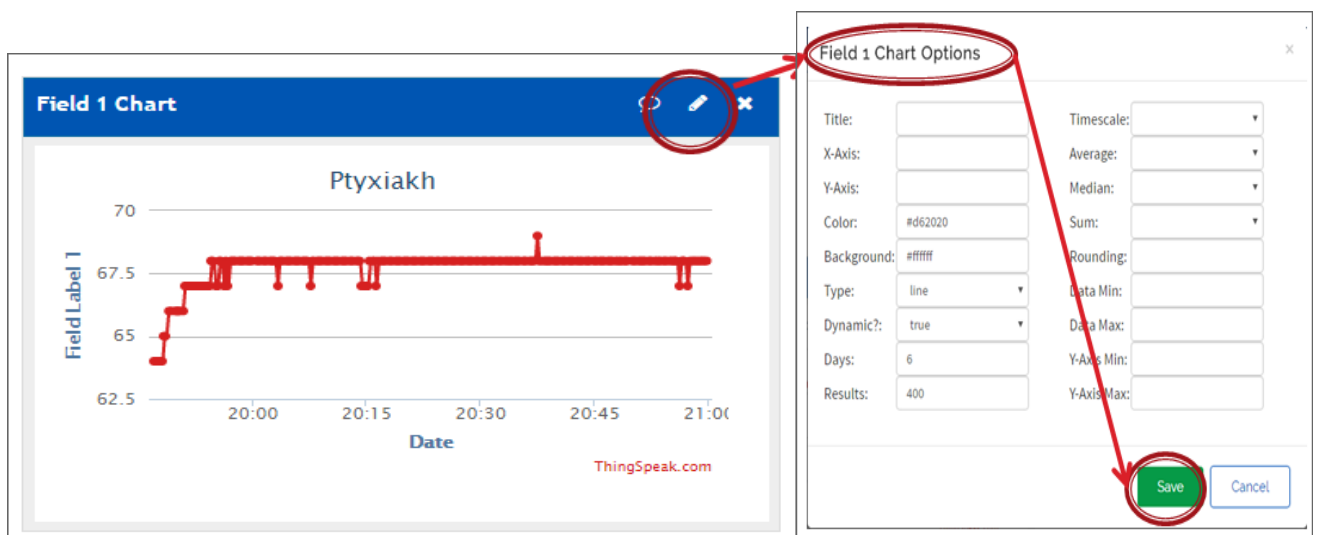 Field 1 Chart
Ptyxiakh
Field Label 1
70
67.5
65
62.5
20:00 20:15 20:30 20:45 21:00
Date
ThingSpeak.com
Field 1 Chart Options
Title: Timescale:
X-Axis: Average:
Y-Axis: Median:
Color: #d62020 Sum:
Background: #ffffff Rounding:
Type: line Data Min:
Dynamic?: true Data Max:
Days: 6 Y-Axis Min:
Results: 400 Y-Axis Max:
Save Cancel